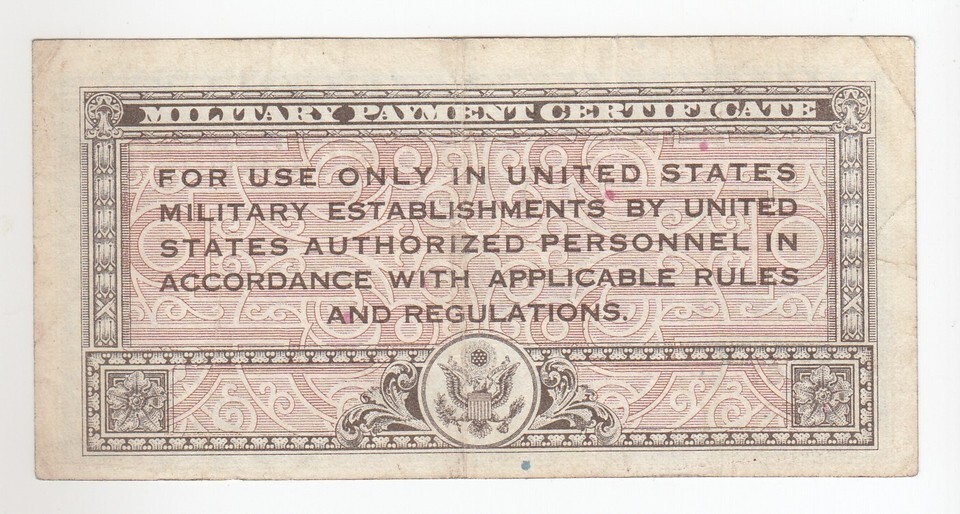 MILITARY PAYMENT CERTIFICATE
FOR USE ONLY IN UNITED STATES
MILITARY ESTABLISHMENTS BY UNITED
STATES AUTHORIZED PERSONNEL IN
ACCORDANCE WITH APPLICABLE RULES
AND REGULATIONS.